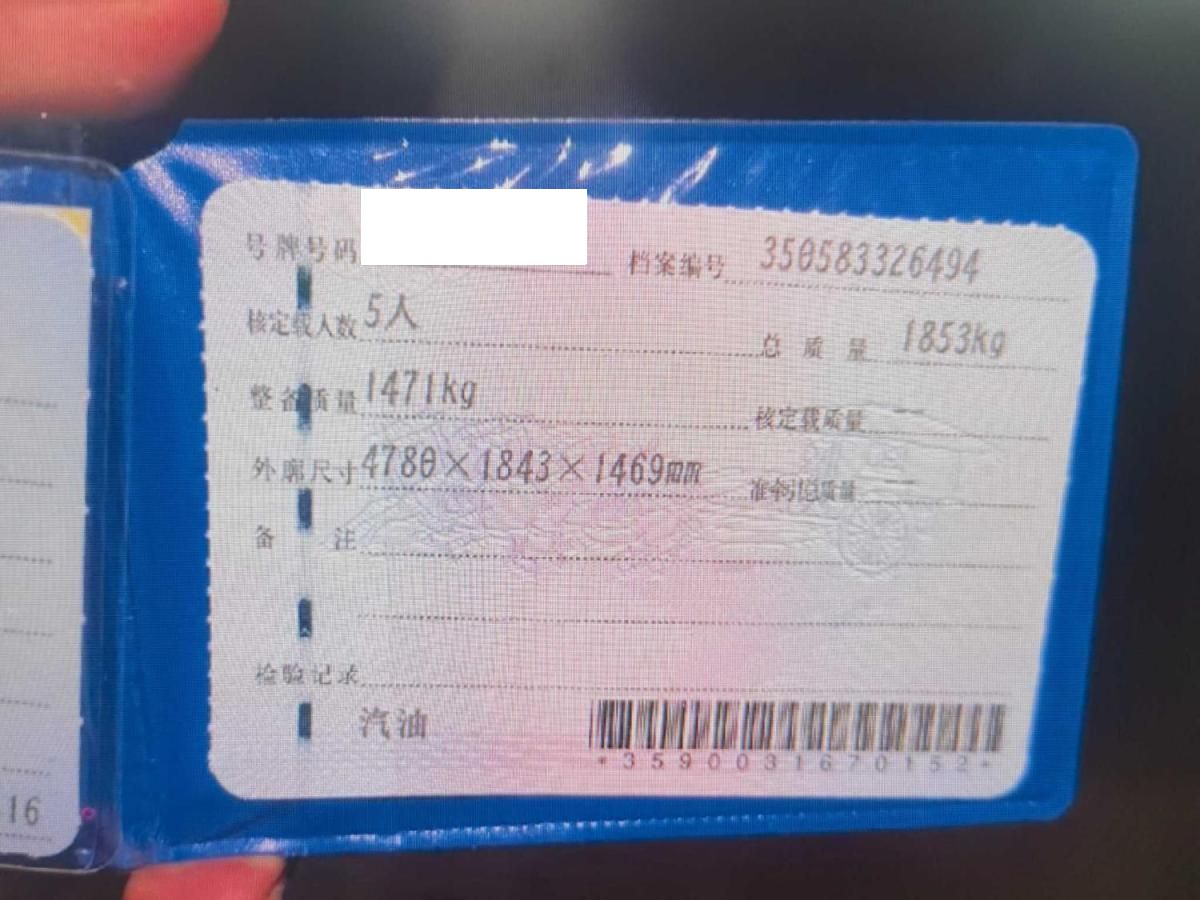 号牌号码 档案编号 350583326494
核定载人数 5人 总质量 1853kg
整备质量 1471kg 核定载质量 --
外廓尺寸 4780×1843×1469mm 准牵引总质量 --
备注
检验记录
汽油
*3590031670152*
16